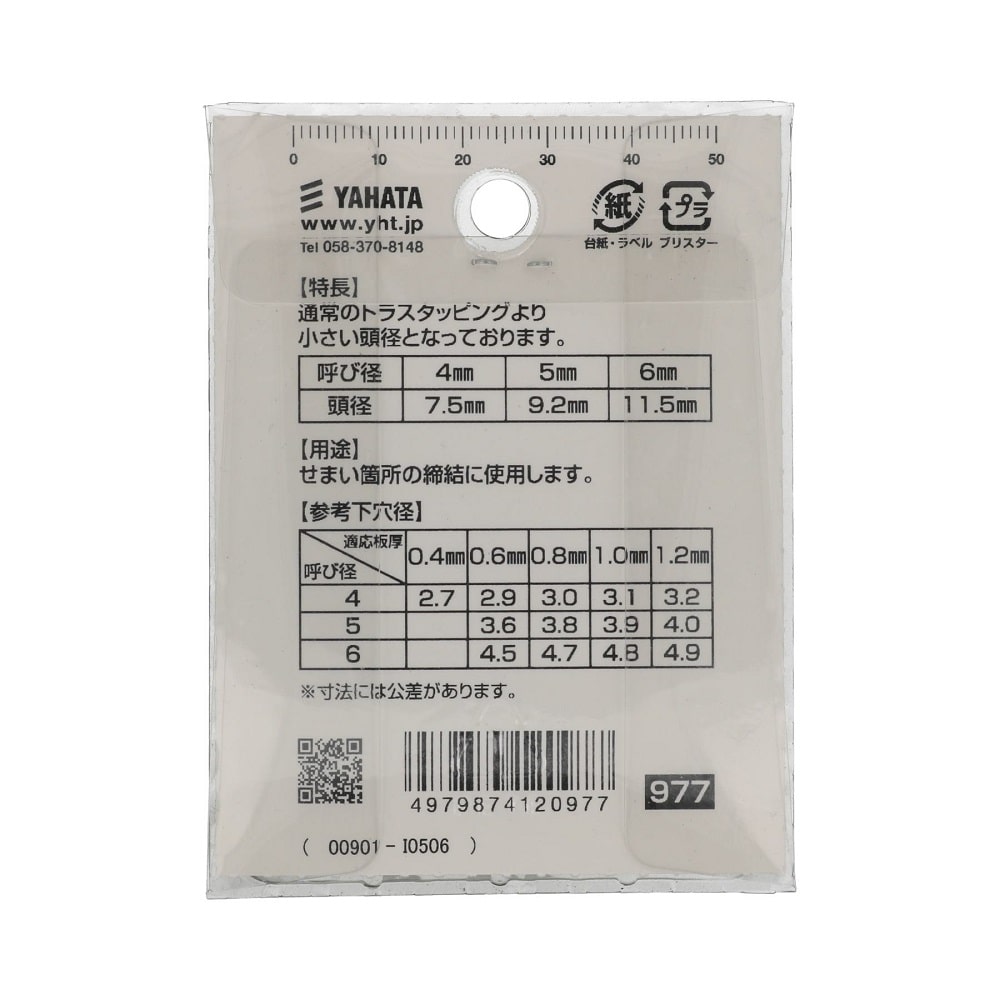 0 10 20 30 40 50
YAHATA
www.yht.jp
Tel 058-370-8148
紙 プラ
台紙・ラベル ブリスター
【特長】
通常のトラスタッピングより
小さい頭径となっております。
呼び径 4㎜ 5㎜ 6㎜
頭径 7.5㎜ 9.2㎜ 11.5㎜
【用途】
せまい箇所の締結に使用します。
【参考下穴径】
適応板厚 0.4㎜ 0.6㎜ 0.8㎜ 1.0㎜ 1.2㎜
呼び径
4 2.7 2.9 3.0 3.1 3.2
5 3.6 3.8 3.9 4.0
6 4.5 4.7 4.8 4.9
※寸法には公差があります。
4979874120977
977
( 00901-I0506 )